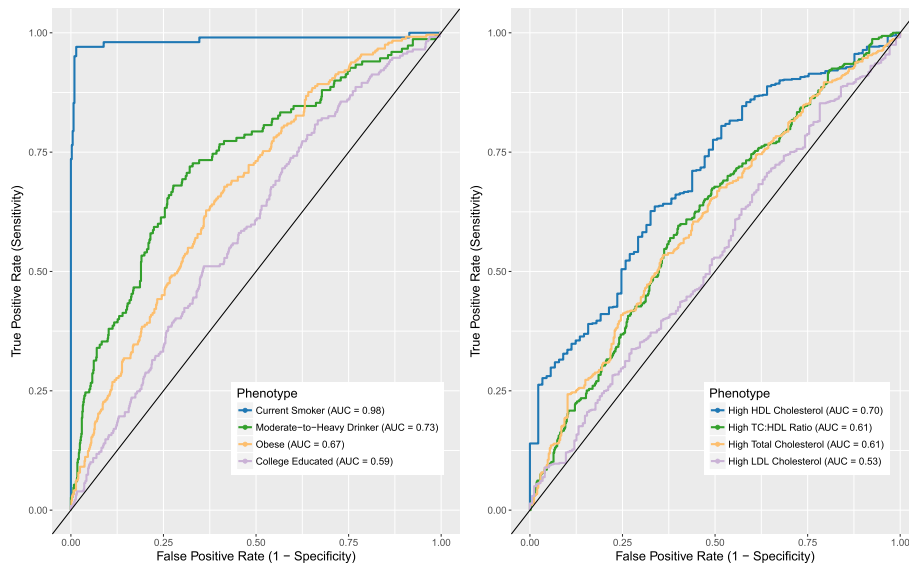 1.00
0.75
0.50
0.25
0.00
True Positive Rate (Sensitivity)
Phenotype
Current Smoker (AUC = 0.98)
Moderate−to−Heavy Drinker (AUC = 0.73)
Obese (AUC = 0.67)
College Educated (AUC = 0.59)
0.00 0.25 0.50 0.75 1.00
False Positive Rate (1 − Specificity)
1.00
0.75
0.50
0.25
0.00
True Positive Rate (Sensitivity)
Phenotype
High HDL Cholesterol (AUC = 0.70)
High TC:HDL Ratio (AUC = 0.61)
High Total Cholesterol (AUC = 0.61)
High LDL Cholesterol (AUC = 0.53)
0.00 0.25 0.50 0.75 1.00
False Positive Rate (1 − Specificity)